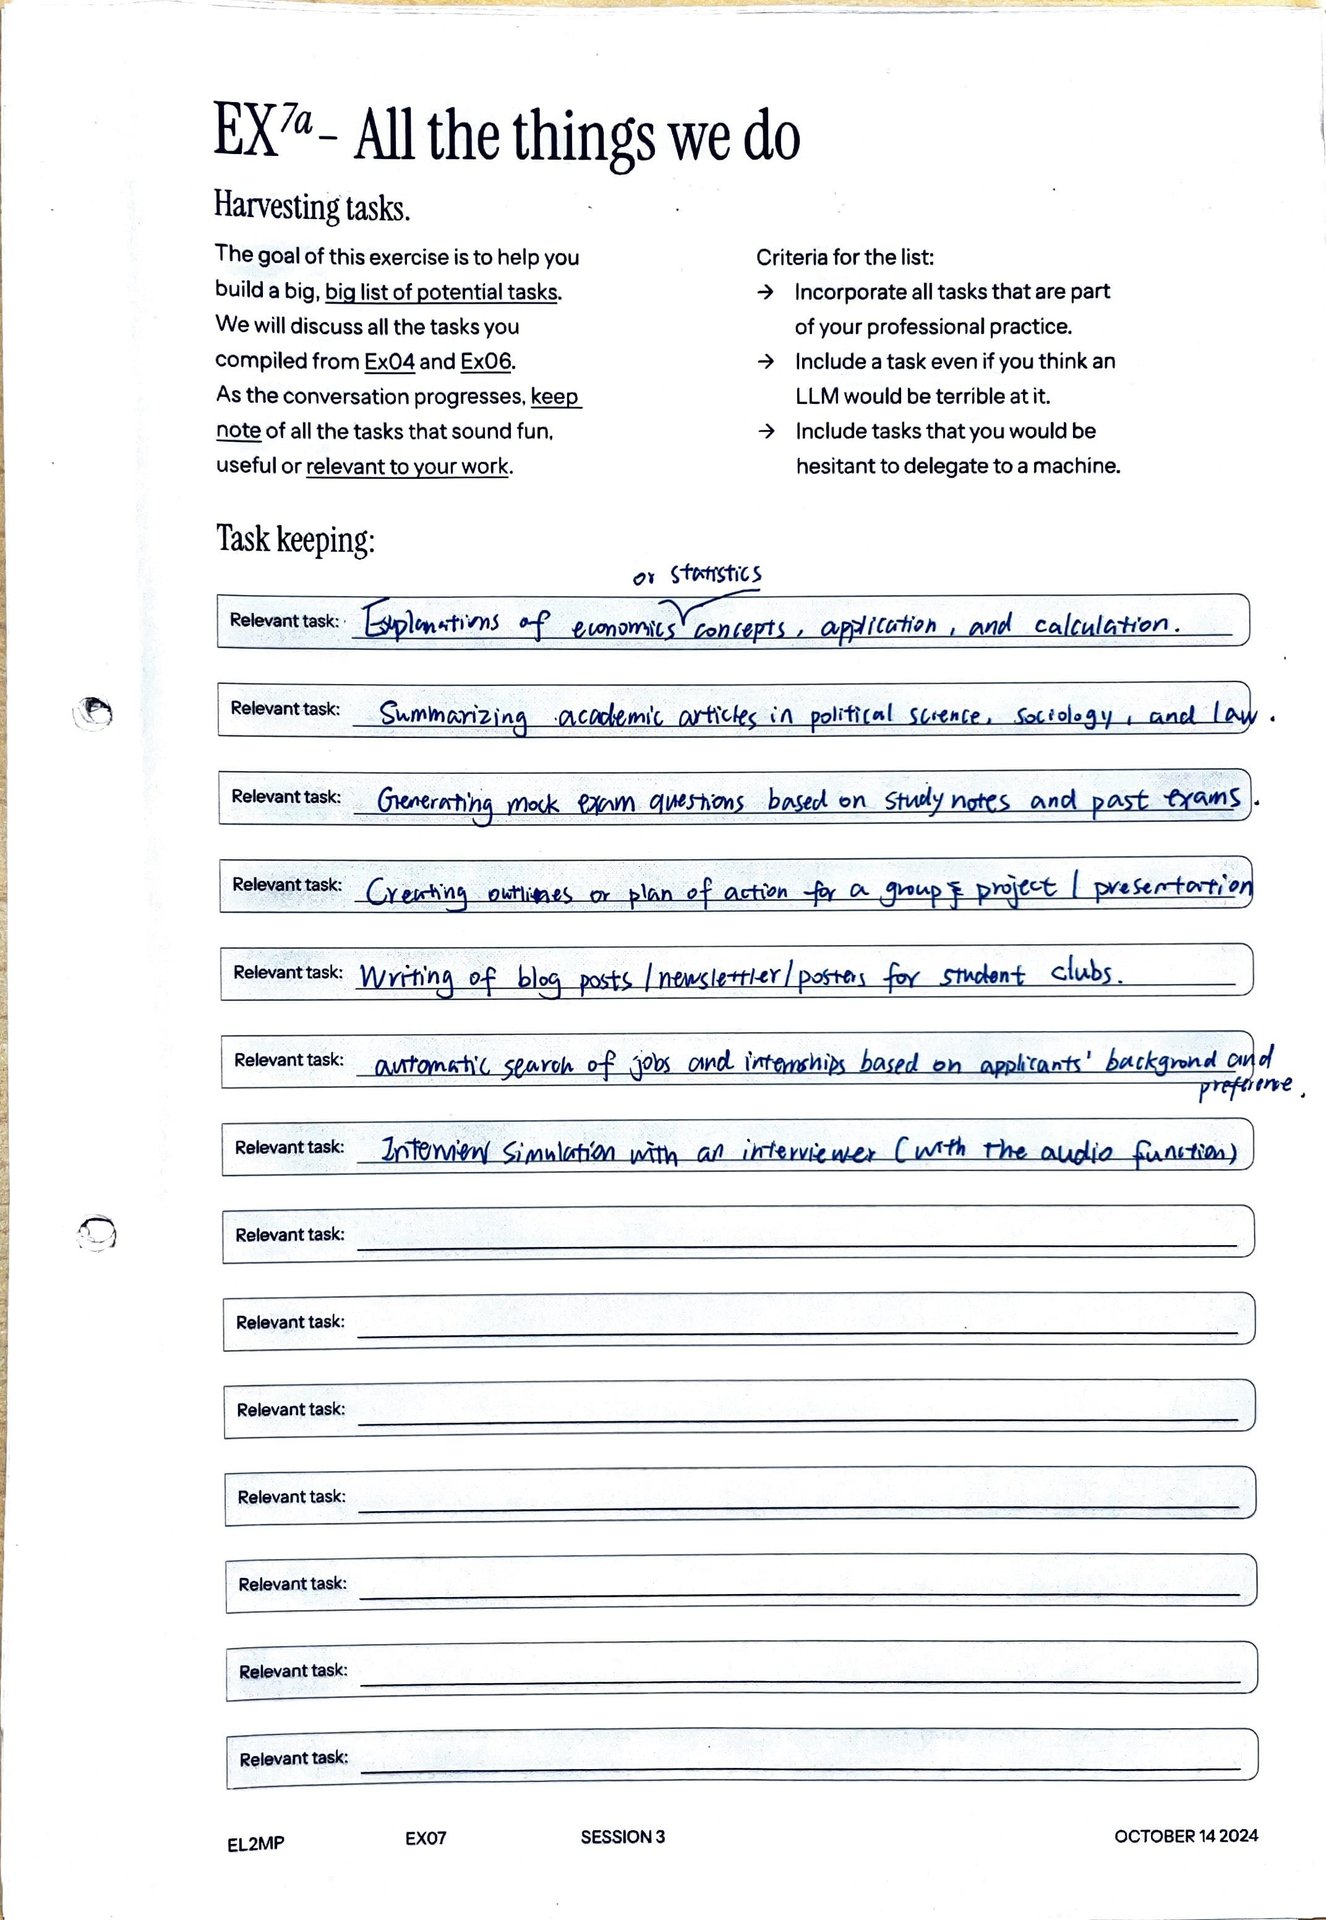 EX7a – All the things we do
Harvesting tasks.
The goal of this exercise is to help you
build a big, big list of potential tasks.
We will discuss all the tasks you
compiled from Ex04 and Ex06.
As the conversation progresses, keep
note of all the tasks that sound fun,
useful or relevant to your work.
Criteria for the list:
→ Incorporate all tasks that are part
of your professional practice.
→ Include a task even if you think an
LLM would be terrible at it.
→ Include tasks that you would be
hesitant to delegate to a machine.
Task keeping:
or statistics
Relevant task: Explanations of economics concepts, application, and calculation.
Relevant task: Summarizing academic articles in political science, sociology, and law.
Relevant task: Generating mock exam questions based on study notes and past exams.
Relevant task: Creating outlines or plan of action for a group project / presentation
Relevant task: Writing of blog posts / newslettler / posters for student clubs.
Relevant task: automatic search of jobs and internships based on applicants' backgrond and
preference.
Relevant task: Interview simulation with an interviewer (with the audio function)
Relevant task:
Relevant task:
Relevant task:
Relevant task:
Relevant task:
Relevant task:
Relevant task:
EL2MP EX07 SESSION 3 OCTOBER 14 2024